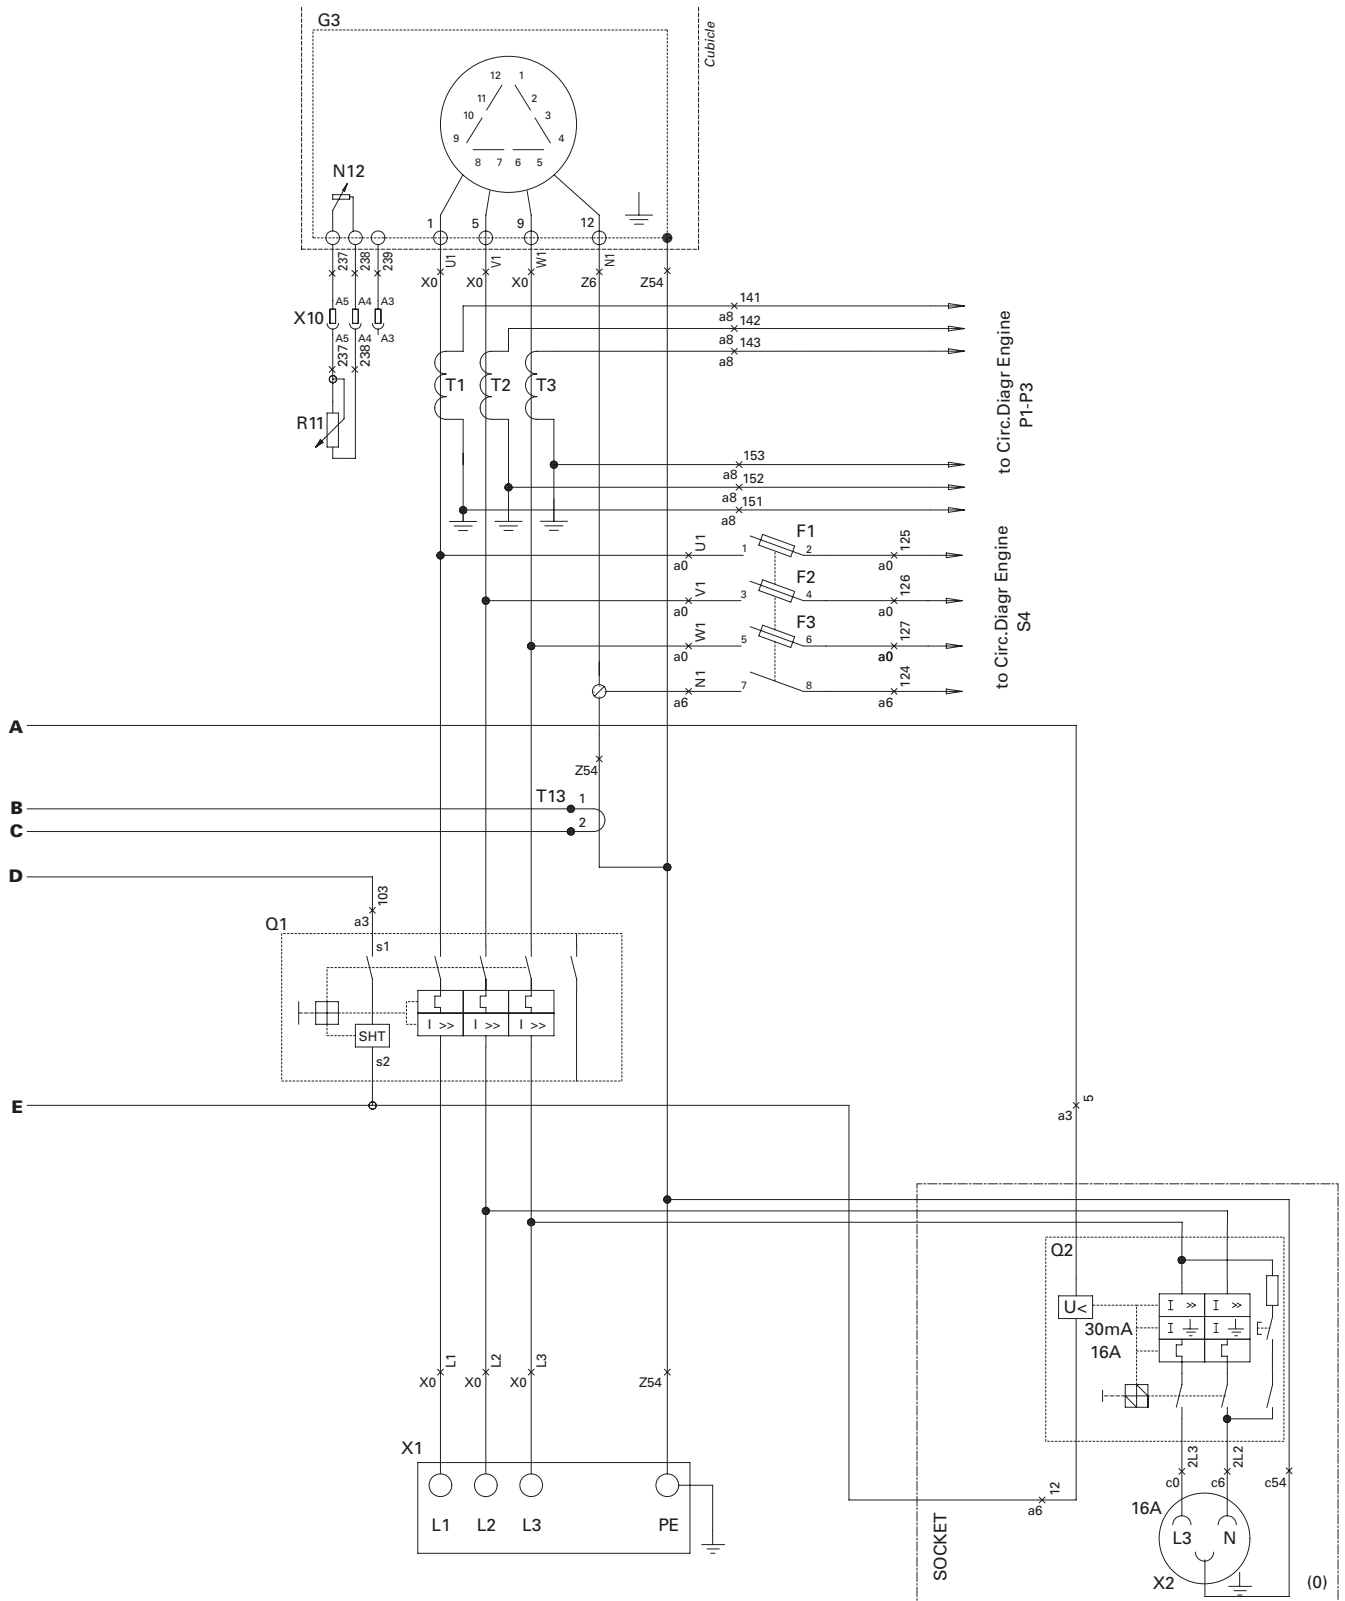 G3
Cubicle
12 1
11 2
10 3
9 4
8 7 6 5
N12
1 5 9 12
237 238 239 U1 V1 W1 N1
X0 X0 X0 Z6 Z54
A5 A4 A3
X10
A5 A4 A3
237 238
141
a8
142
a8
143
a8
to Circ.Diagr Engine
P1-P3
T1 T2 T3
R11
153
a8
152
a8
151
a8
U1 1 F1 2 125
a0 a0
V1 3 F2 4 126
a0 a0
W1 5 F3 6 127
a0 a0
N1 7 8 124
a6 a6
to Circ.Diagr Engine
S4
A
Z54
T13 1
B
2
C
D
103
a3
Q1
s1
I >> I >> I >>
SHT
s2
E
5
a3
Q2
U<
I >> I >>
30mA
I I
16A
L1 L2 L3
X0 X0 X0 Z54
X1
L1 L2 L3 PE
2L3 2L2
c0 c6 c54
12
a6
16A
L3 N
X2
SOCKET
(0)